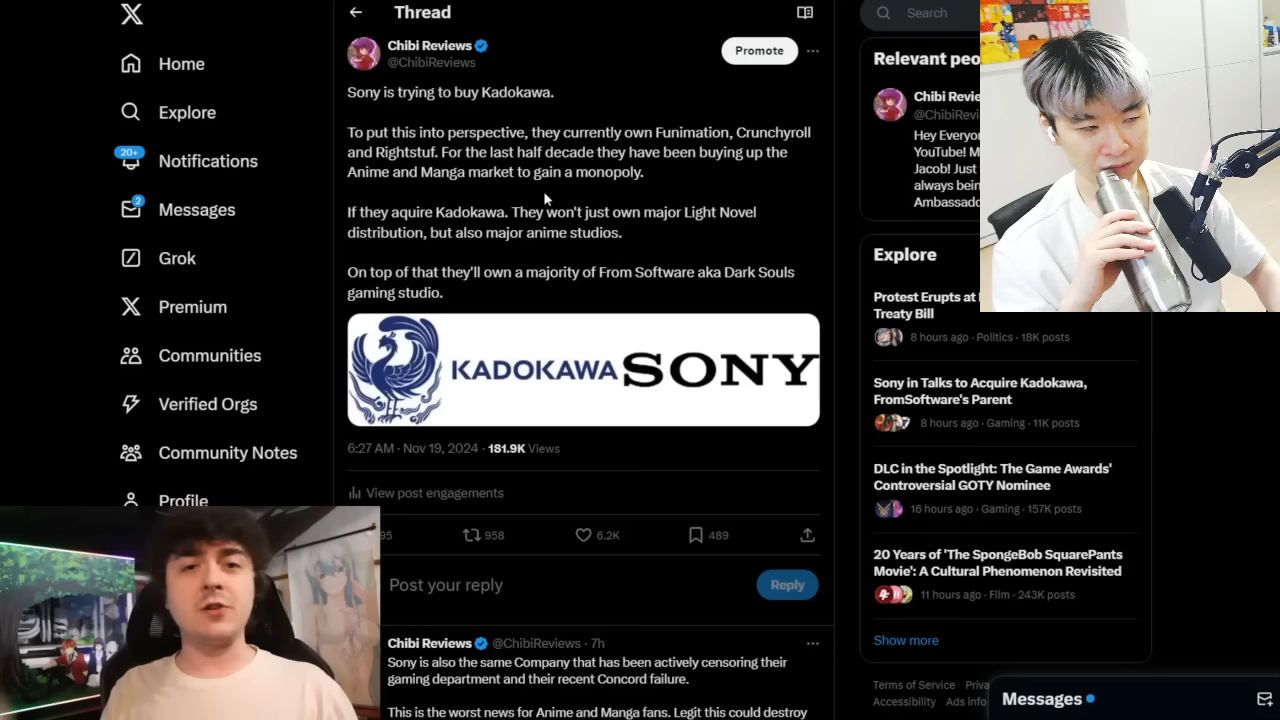 Home
Explore
20+
Notifications
2
Messages
Grok
Premium
Communities
Verified Orgs
Community Notes
Profile
Thread
Chibi Reviews
@ChibiReviews
Promote
Sony is trying to buy Kadokawa.
To put this into perspective, they currently own Funimation, Crunchyroll
and Rightstuf. For the last half decade they have been buying up the
Anime and Manga market to gain a monopoly.
If they aquire Kadokawa. They won't just own major Light Novel
distribution, but also major anime studios.
On top of that they'll own a majority of From Software aka Dark Souls
gaming studio.
KADOKAWA SONY
6:27 AM · Nov 19, 2024 · 181.9K Views
View post engagements
95 958 6.2K 489
Post your reply
Reply
Chibi Reviews @ChibiReviews · 7h
Sony is also the same Company that has been actively censoring their
gaming department and their recent Concord failure.
This is the worst news for Anime and Manga fans. Legit this could destroy
Search
Relevant peo
Chibi Revie
@ChibiRevi
Hey Everyon
YouTube! M
Jacob! Just
always bein
Ambassado
Explore
Protest Erupts at
Treaty Bill
8 hours ago · Politics · 18K posts
Sony in Talks to Acquire Kadokawa,
FromSoftware's Parent
8 hours ago · Gaming · 11K posts
DLC in the Spotlight: The Game Awards'
Controversial GOTY Nominee
16 hours ago · Gaming · 157K posts
20 Years of 'The SpongeBob SquarePants
Movie': A Cultural Phenomenon Revisited
11 hours ago · Film · 243K posts
Show more
Terms of Service Priva
Accessibility Ads info
Messages